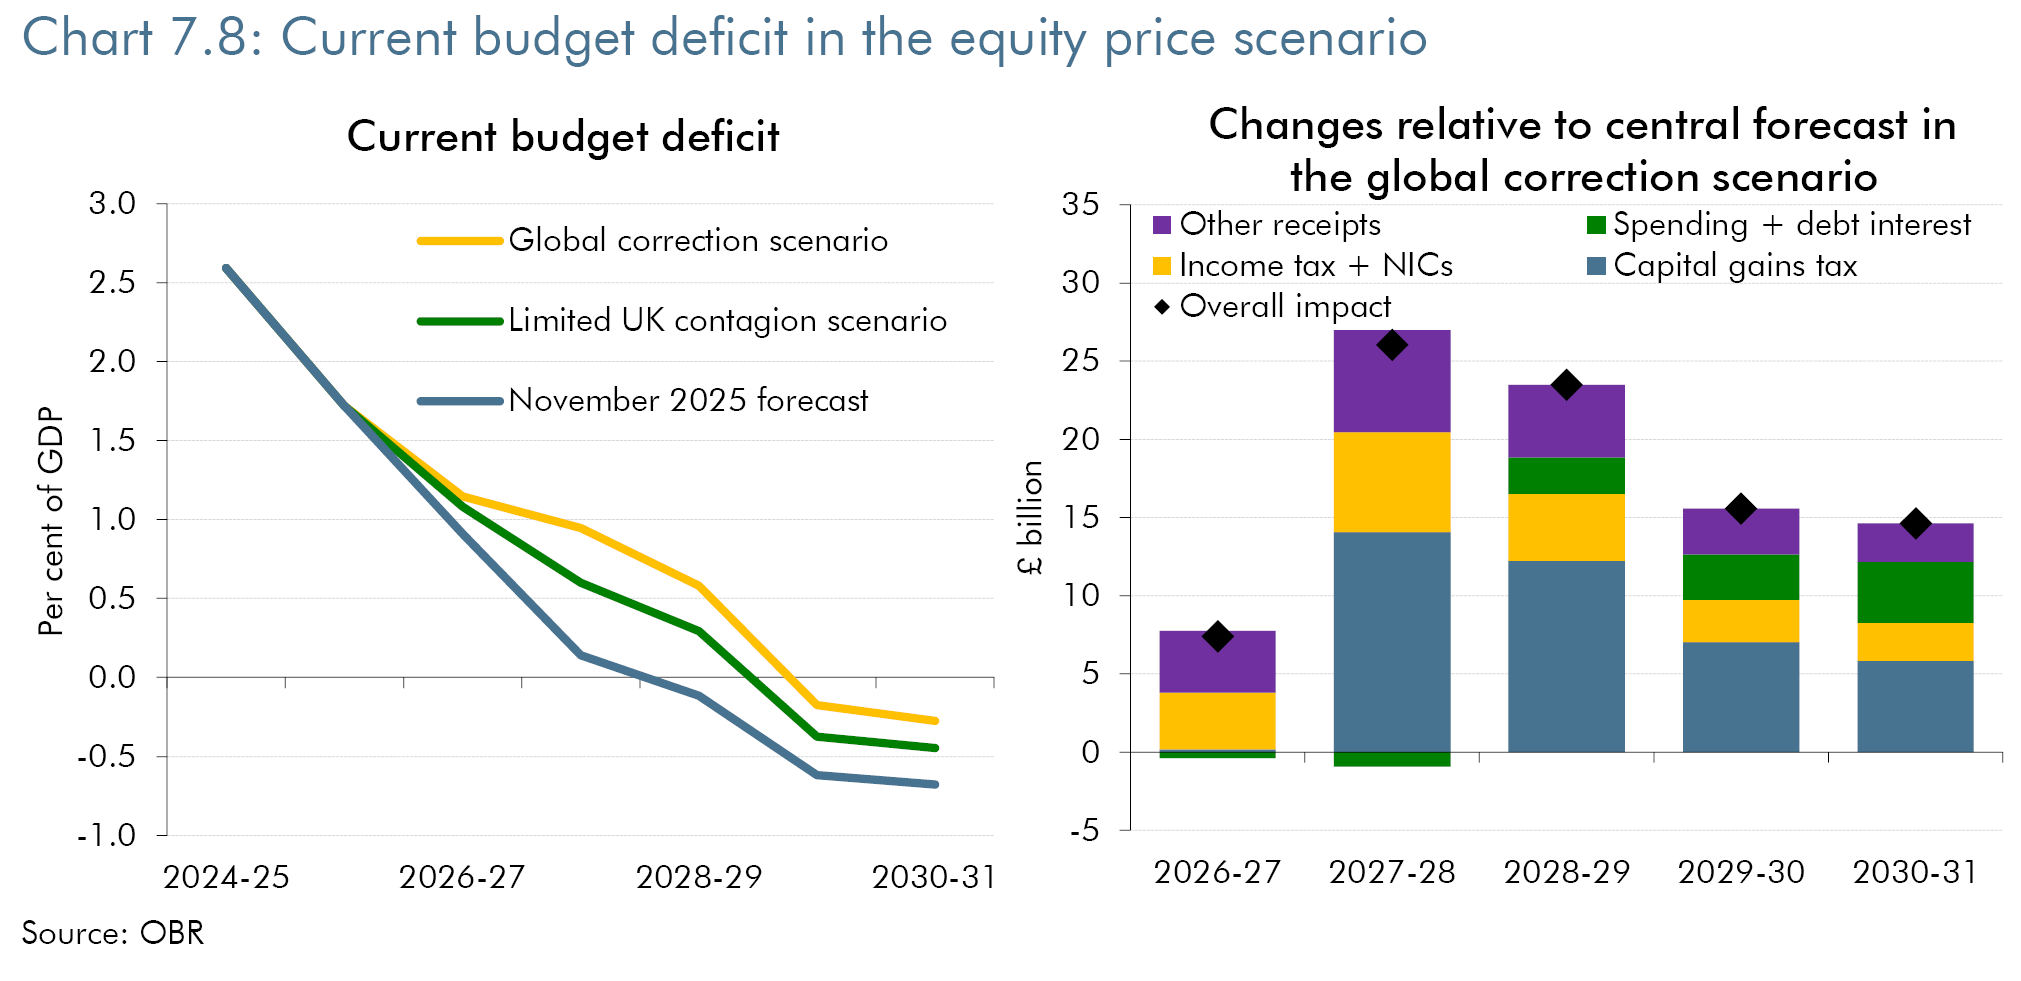 Chart 7.8: Current budget deficit in the equity price scenario
Current budget deficit
3.0
2.5
2.0
1.5
1.0
0.5
0.0
-0.5
-1.0
Per cent of GDP
Global correction scenario
Limited UK contagion scenario
November 2025 forecast
2024-25 2026-27 2028-29 2030-31
Changes relative to central forecast in
the global correction scenario
35
30
25
20
15
10
5
0
-5
£ billion
Other receipts Spending + debt interest
Income tax + NICs Capital gains tax
Overall impact
2026-27 2027-28 2028-29 2029-30 2030-31
Source: OBR